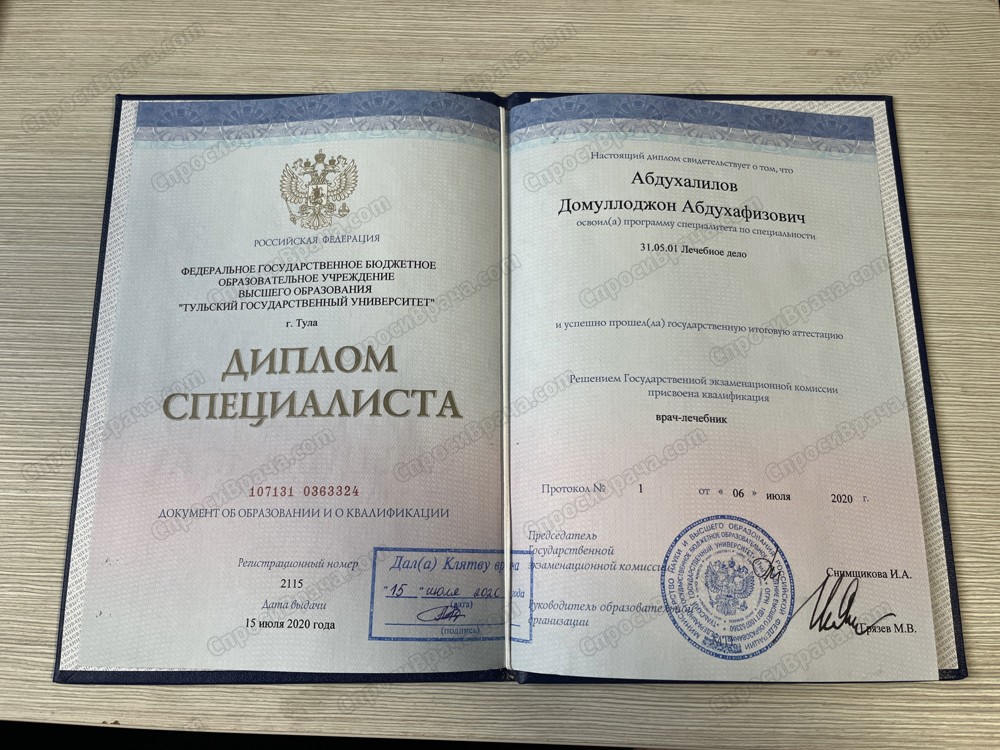 РОССИЙСКАЯ ФЕДЕРАЦИЯ
ФЕДЕРАЛЬНОЕ ГОСУДАРСТВЕННОЕ БЮДЖЕТНОЕ
ОБРАЗОВАТЕЛЬНОЕ УЧРЕЖДЕНИЕ
ВЫСШЕГО ОБРАЗОВАНИЯ
"ТУЛЬСКИЙ ГОСУДАРСТВЕННЫЙ УНИВЕРСИТЕТ"
г. Тула
ДИПЛОМ
СПЕЦИАЛИСТА
107131 0363324
ДОКУМЕНТ ОБ ОБРАЗОВАНИИ И О КВАЛИФИКАЦИИ
Регистрационный номер
2115
Дата выдачи
15 июля 2020 года
Дал(а) Клятву врача
"15" июля 2020 года
(дата)
(подпись)
Настоящий диплом свидетельствует о том, что
Абдухалилов
Домуллоджон Абдухафизович
освоил(а) программу специалитета по специальности
31.05.01 Лечебное дело
и успешно прошел(ла) государственную итоговую аттестацию
Решением Государственной экзаменационной комиссии
присвоена квалификация
врач-лечебник
Протокол № 1 от « 06 » июля 2020 г.
Председатель
Государственной
экзаменационной комиссии
Снимщикова И.А.
Руководитель образовательной
организации
Грязев М.В.
СпросиВрача.com